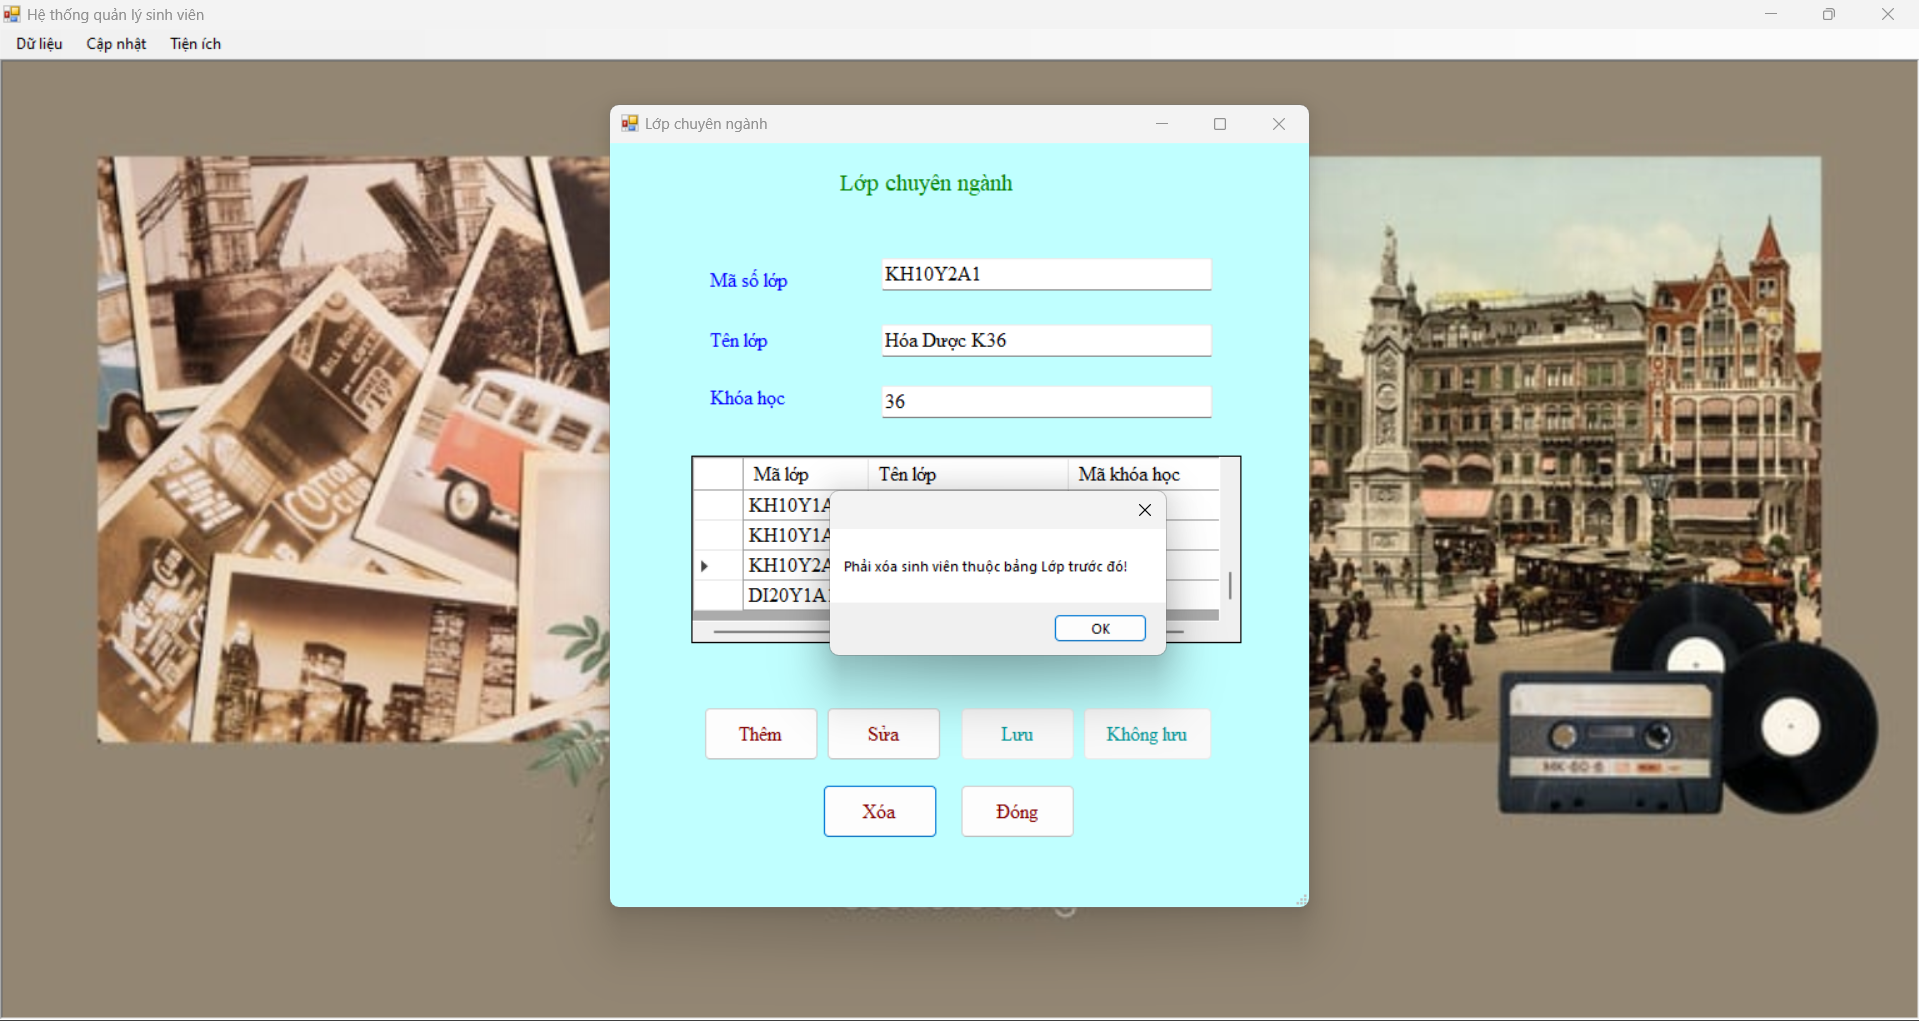 Hệ thống quản lý sinh viên
Dữ liệu Cập nhật Tiện ích
Lớp chuyên ngành
Lớp chuyên ngành
Mã số lớp KH10Y2A1
Tên lớp Hóa Dược K36
Khóa học 36
Mã lớp Tên lớp Mã khóa học
KH10Y1A
KH10Y1A
KH10Y2A
DI20Y1A1
Phải xóa sinh viên thuộc bảng Lớp trước đó!
OK
Thêm Sửa Lưu Không lưu
Xóa Đóng
COTTON
CLUB